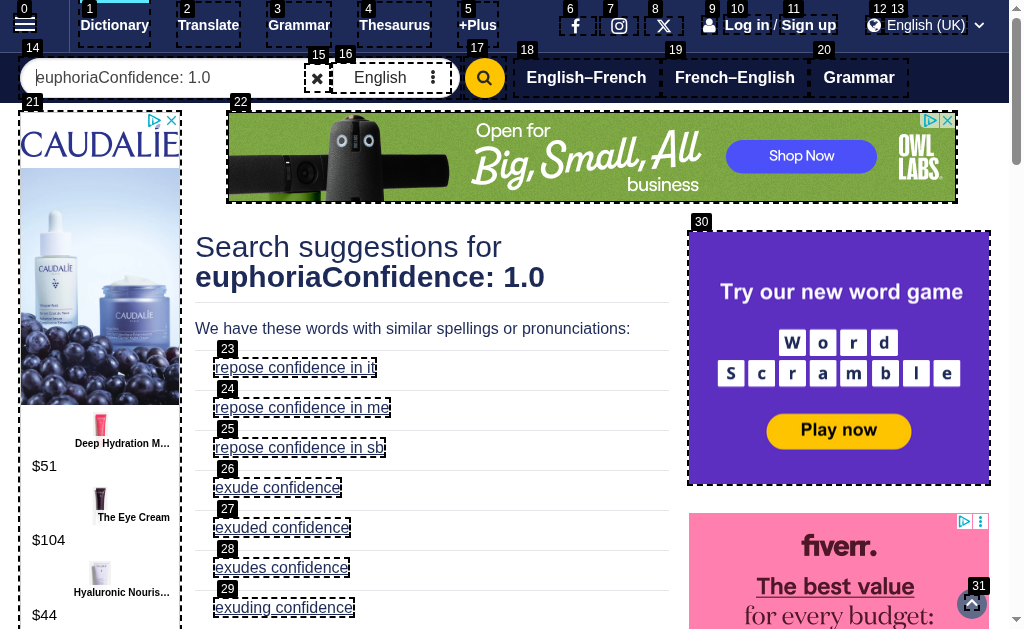 0 1 2 3 4 5 6 7 8 9 10 11 12 13
Dictionary Translate Grammar Thesaurus +Plus f X Log in / Sign up English (UK)
14 15 16 17 18 19 20
euphoriaConfidence: 1.0 English English–French French–English Grammar
21 22
CAUDALÍE
CAUDALÍE
CAUDALÍE
Deep Hydration M...
$51
The Eye Cream
$104
Hyaluronic Nouris...
$44
Open for
Big, Small, All
business
Shop Now
OWL
LABS
Search suggestions for
euphoriaConfidence: 1.0
We have these words with similar spellings or pronunciations:
23
repose confidence in it
24
repose confidence in me
25
repose confidence in sb
26
exude confidence
27
exuded confidence
28
exudes confidence
29
exuding confidence
30
Try our new word game
Word
Scramble
Play now
fiverr.
The best value
for every budget:
31